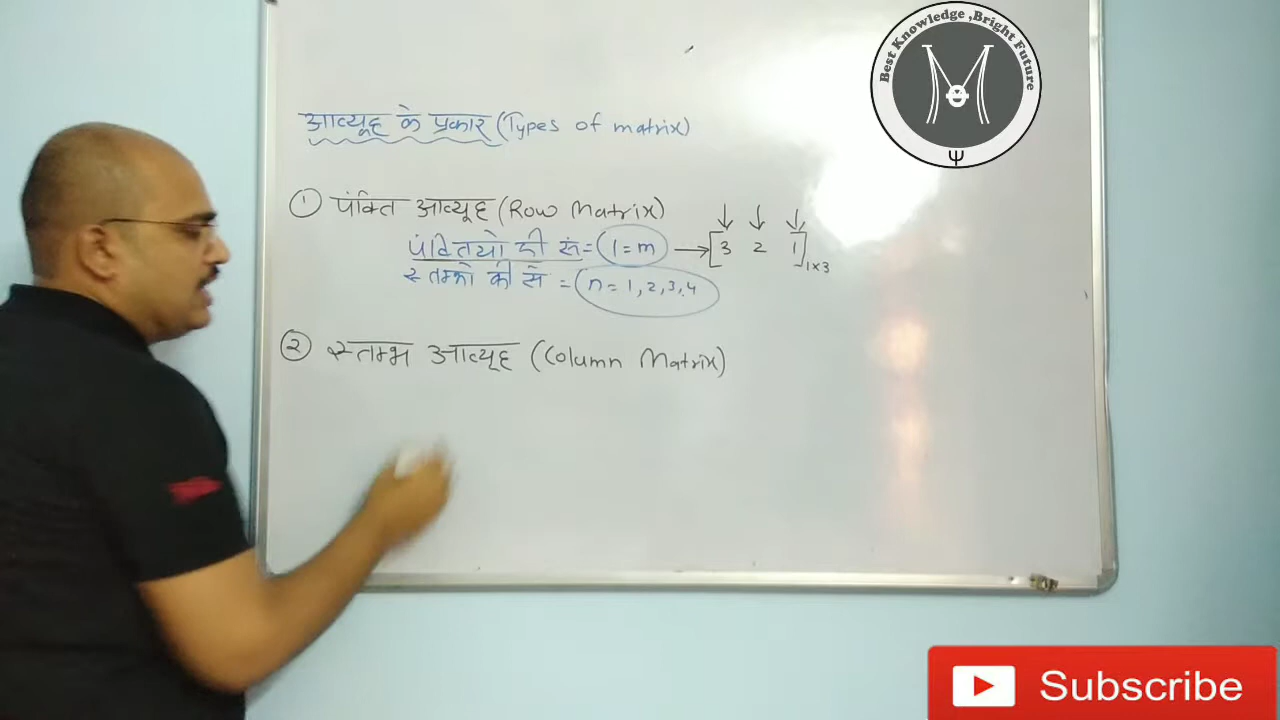 Best Knowledge ,Bright Future
Ψ
आव्यूह के प्रकार (Types of matrix)
① पंक्ति आव्यूह (Row Matrix)
पंक्तियो की सं = (1 = m → [3 2 1]1×3
स्तम्भो की सं = (n = 1, 2, 3, 4
② स्तम्भ आव्यूह (Column Matrix)
Subscribe